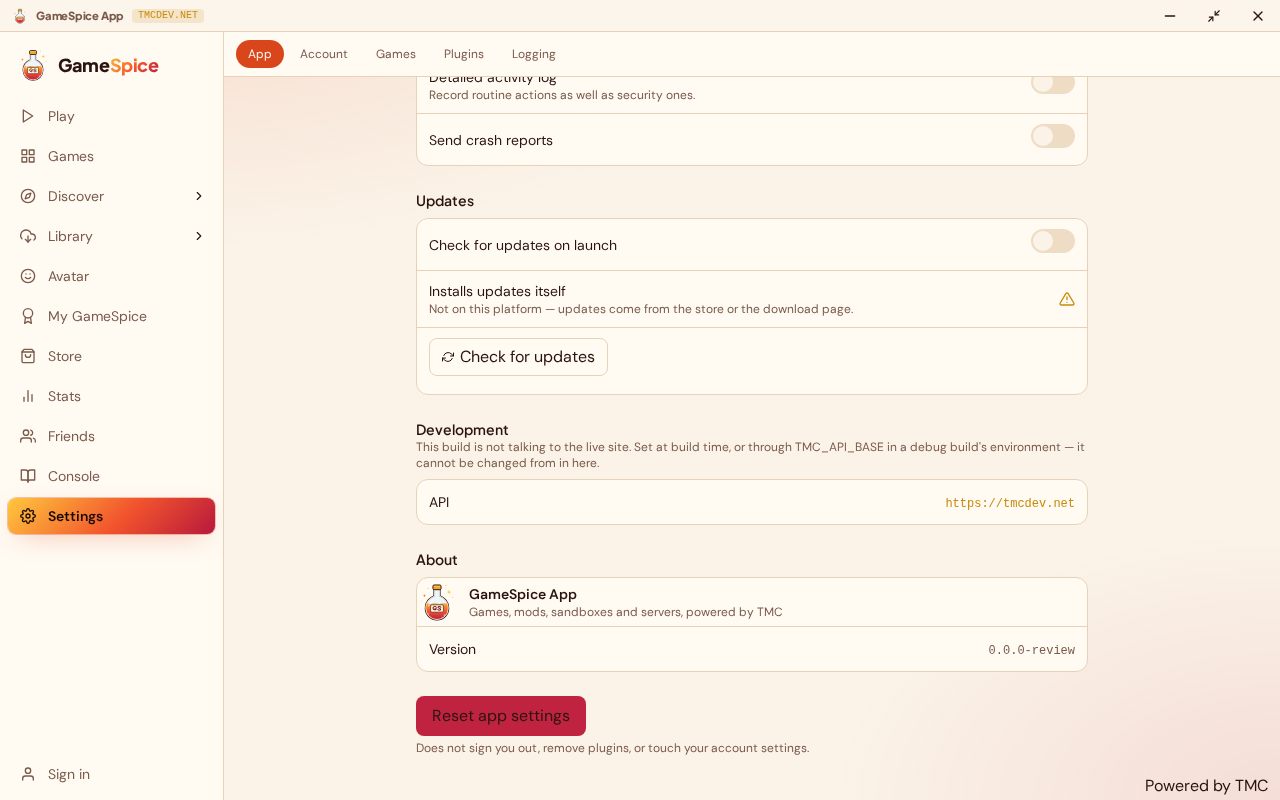 GameSpice App TMCDEV.NET
GameSpice
App Account Games Plugins Logging
Play
Games
Discover
Library
Avatar
My GameSpice
Store
Stats
Friends
Console
Settings
Sign in
Detailed activity log
Record routine actions as well as security ones.
Send crash reports
Updates
Check for updates on launch
Installs updates itself
Not on this platform — updates come from the store or the download page.
Check for updates
Development
This build is not talking to the live site. Set at build time, or through TMC_API_BASE in a debug build's environment — it
cannot be changed from in here.
API https://tmcdev.net
About
GS
GameSpice App
Games, mods, sandboxes and servers, powered by TMC
Version 0.0.0-review
Reset app settings
Does not sign you out, remove plugins, or touch your account settings.
Powered by TMC